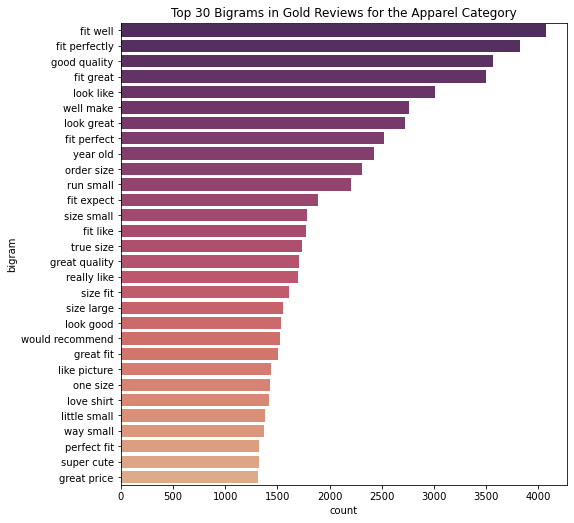 Top 30 Bigrams in Gold Reviews for the Apparel Category
fit well
fit perfectly
good quality
fit great
look like
well make
look great
fit perfect
year old
order size
run small
fit expect
size small
fit like
true size
great quality
really like
size fit
size large
look good
would recommend
great fit
like picture
one size
love shirt
little small
way small
perfect fit
super cute
great price
bigram
0 500 1000 1500 2000 2500 3000 3500 4000
count